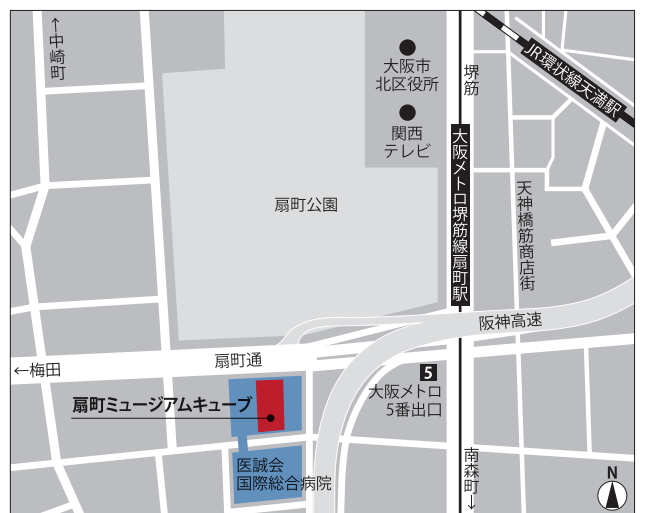 ↑中崎町
大阪市
北区役所
関西
テレビ
堺筋
JR環状線天満駅
扇町公園
大阪メトロ堺筋線扇町駅
天神橋筋商店街
阪神高速
扇町通
←梅田
5
大阪メトロ
5番出口
扇町ミュージアムキューブ
医誠会
国際総合病院
南森町→
N